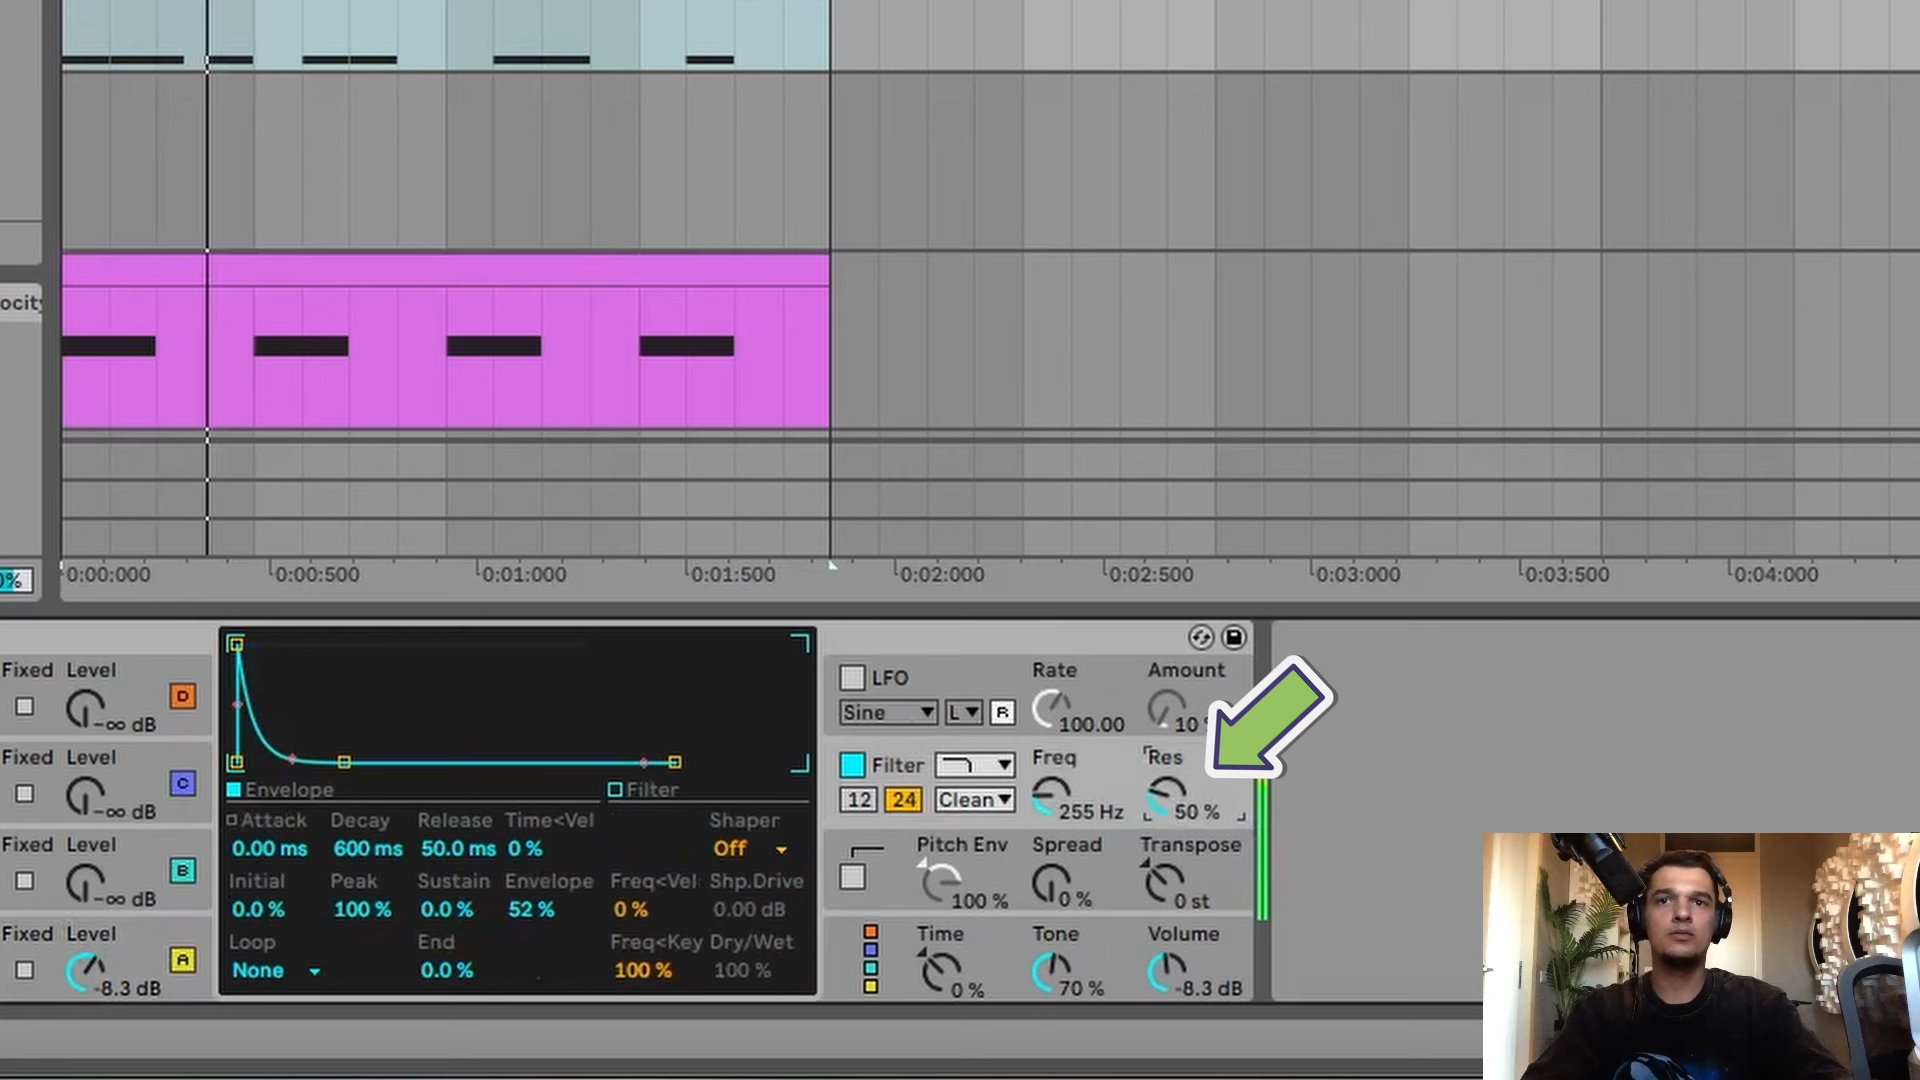 ocity
0%
0:00:000 0:00:500 0:01:000 0:01:500 0:02:000 0:02:500 0:03:000 0:03:500 0:04:000
Fixed Level
-∞ dB D
Fixed Level
-∞ dB C
Fixed Level
-∞ dB B
Fixed Level
-8.3 dB A
Envelope Filter
Attack Decay Release Time<Vel Shaper
0.00 ms 600 ms 50.0 ms 0 % Off
Initial Peak Sustain Envelope Freq<Vel Shp.Drive
0.0 % 100 % 0.0 % 52 % 0 % 0.00 dB
Loop End Freq<Key Dry/Wet
None 0.0 % 100 % 100 %
LFO Rate Amount
Sine L R 100.00 10
Filter Freq Res
12 24 Clean 255 Hz 50 %
Pitch Env Spread Transpose
100 % 0 % 0 st
Time Tone Volume
0 % 70 % -8.3 dB